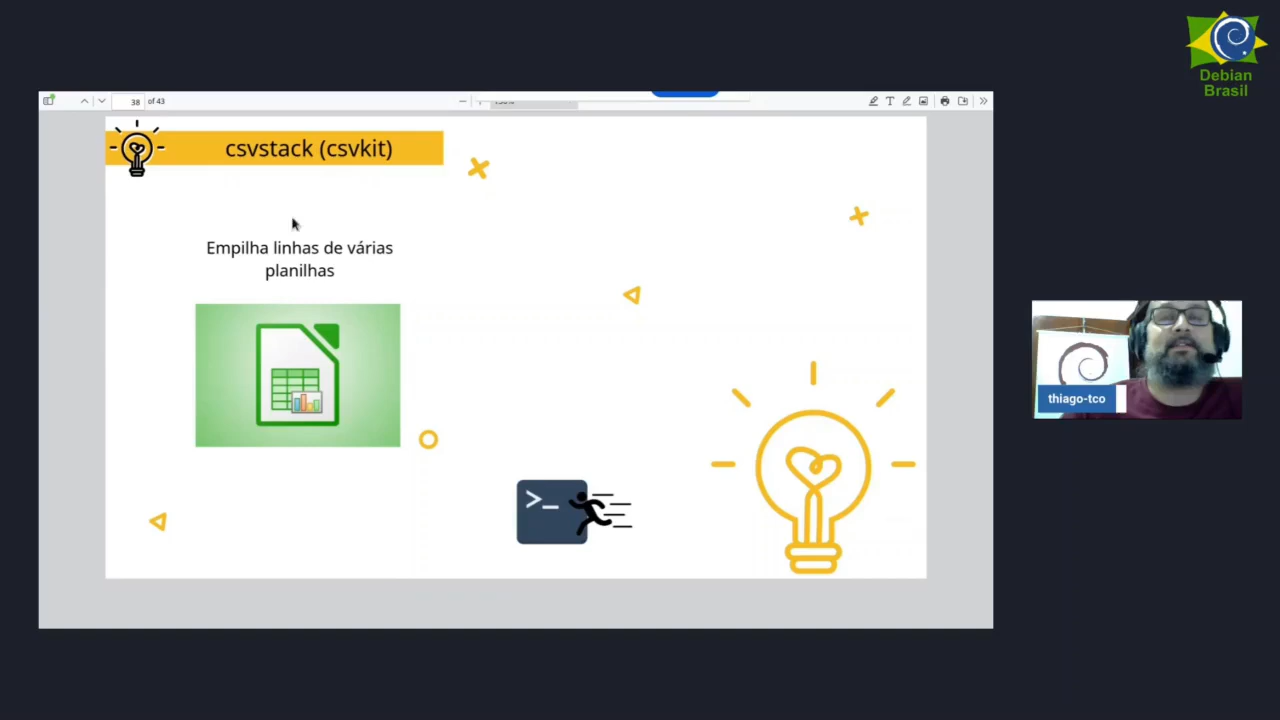 Debian
Brasil
38 of 43
csvstack (csvkit)
Empilha linhas de várias
planilhas
>_
thiago-tco